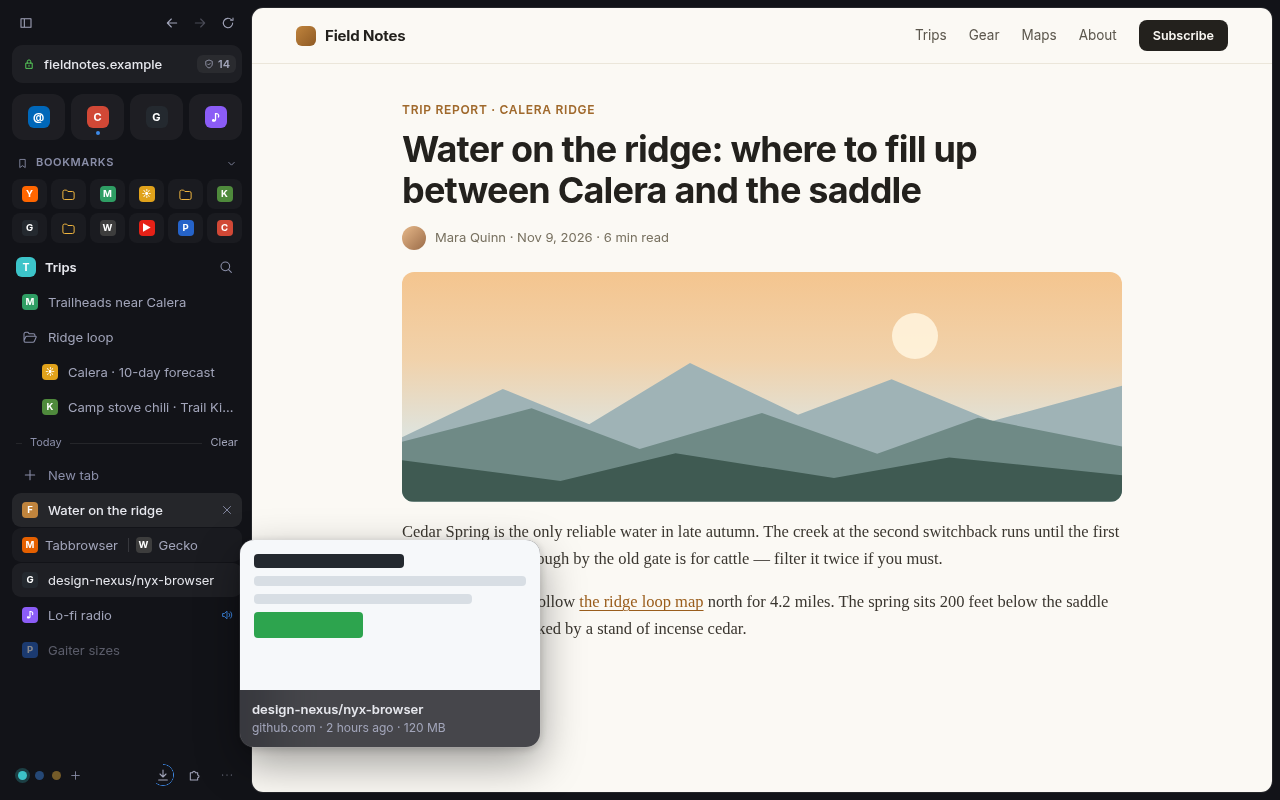 fieldnotes.example
14
@
C
G
BOOKMARKS
Y
M
K
G
W
P
C
T
Trips
M
Trailheads near Calera
Ridge loop
Calera · 10-day forecast
K
Camp stove chili · Trail Ki…
Today
Clear
New tab
F
Water on the ridge
M
Tabbrowser
W
Gecko
G
design-nexus/nyx-browser
Lo-fi radio
P
Gaiter sizes
Field Notes
Trips
Gear
Maps
About
Subscribe
TRIP REPORT · CALERA RIDGE
Water on the ridge: where to fill up
between Calera and the saddle
Mara Quinn · Nov 9, 2026 · 6 min read
Cedar Spring is the only reliable water in late autumn. The creek at the second switchback runs until the first
by the old gate is for cattle — filter it twice if you must.
the ridge loop map north for 4.2 miles. The spring sits 200 feet below the saddle
by a stand of incense cedar.
design-nexus/nyx-browser
github.com · 2 hours ago · 120 MB